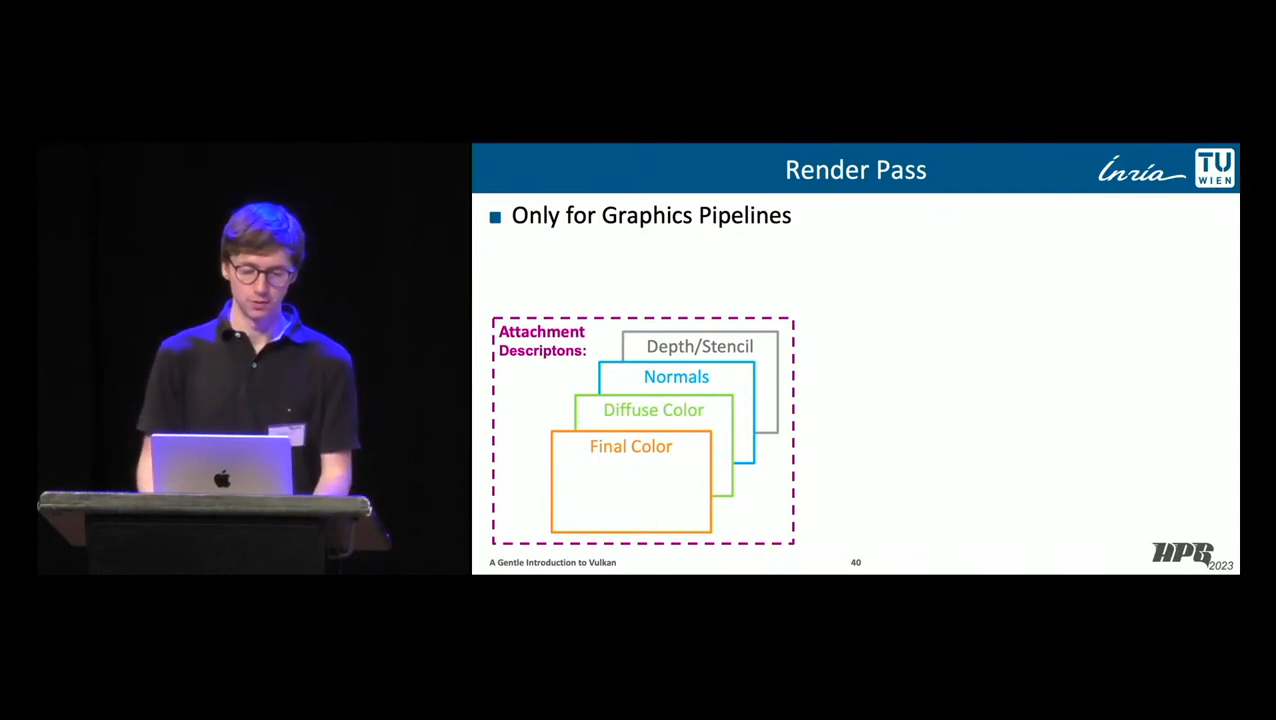 Render Pass
Ínría
TU
WIEN
Only for Graphics Pipelines
Attachment
Descriptons:
Depth/Stencil
Normals
Diffuse Color
Final Color
A Gentle Introduction to Vulkan
40
HPG
2023